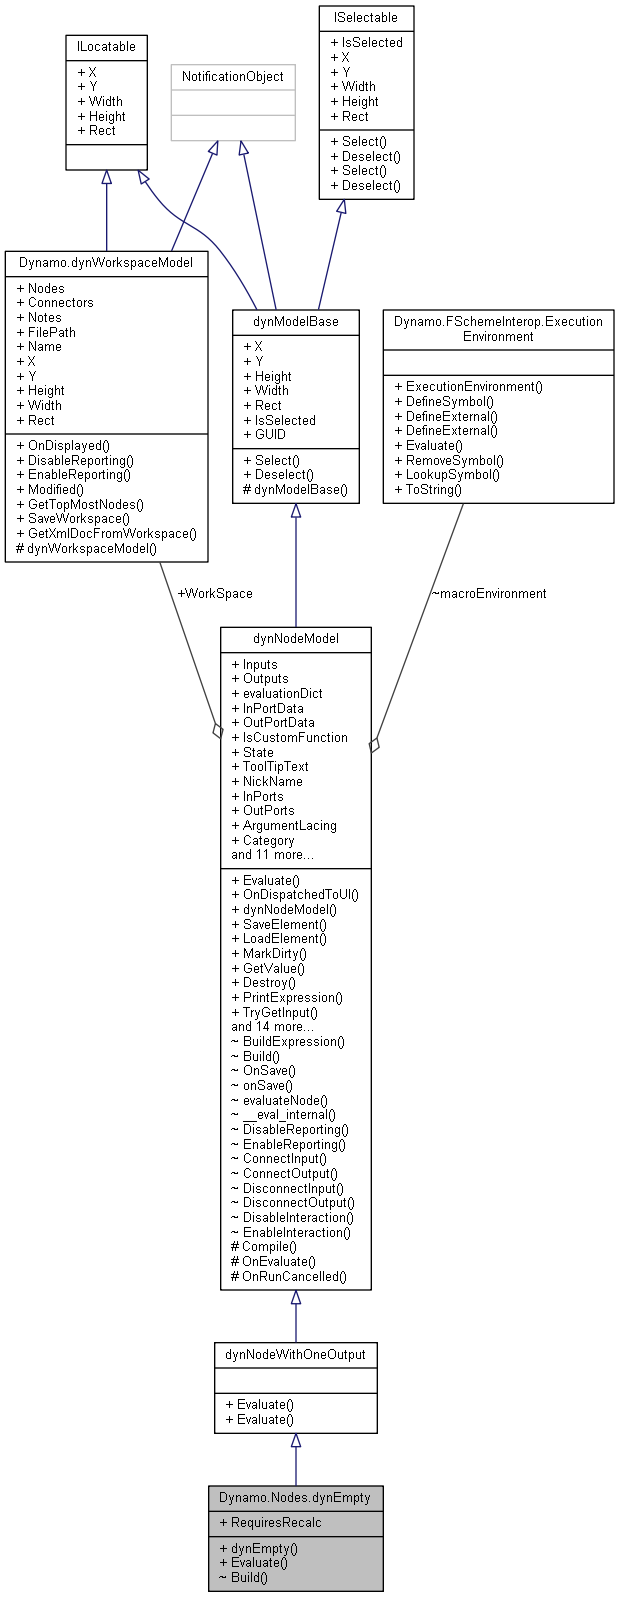 ISelectable
+ IsSelected
+ X
+ Y
+ Width
+ Height
+ Rect
+ Select()
+ Deselect()
+ Select()
+ Deselect()
ILocatable
+ X
+ Y
+ Width
+ Height
+ Rect
NotificationObject
Dynamo.dynWorkspaceModel
+ Nodes
+ Connectors
+ Notes
+ FilePath
+ Name
+ X
+ Y
+ Height
+ Width
+ Rect
+ OnDisplayed()
+ DisableReporting()
+ EnableReporting()
+ Modified()
+ GetTopMostNodes()
+ SaveWorkspace()
+ GetXmlDocFromWorkspace()
# dynWorkspaceModel()
dynModelBase
+ X
+ Y
+ Height
+ Width
+ Rect
+ IsSelected
+ GUID
+ Select()
+ Deselect()
# dynModelBase()
Dynamo.FSchemeInterop.Execution
Environment
+ ExecutionEnvironment()
+ DefineSymbol()
+ DefineExternal()
+ DefineExternal()
+ Evaluate()
+ RemoveSymbol()
+ LookupSymbol()
+ ToString()
+WorkSpace
~macroEnvironment
dynNodeModel
+ Inputs
+ Outputs
+ evaluationDict
+ InPortData
+ OutPortData
+ IsCustomFunction
+ State
+ ToolTipText
+ NickName
+ InPorts
+ OutPorts
+ ArgumentLacing
+ Category
and 11 more...
+ Evaluate()
+ OnDispatchedToUI()
+ dynNodeModel()
+ SaveElement()
+ LoadElement()
+ MarkDirty()
+ GetValue()
+ Destroy()
+ PrintExpression()
+ TryGetInput()
and 14 more...
~ BuildExpression()
~ Build()
~ OnSave()
~ onSave()
~ evaluateNode()
~ __eval_internal()
~ DisableReporting()
~ EnableReporting()
~ ConnectInput()
~ ConnectOutput()
~ DisconnectInput()
~ DisconnectOutput()
~ DisableInteraction()
~ EnableInteraction()
# Compile()
# OnEvaluate()
# OnRunCancelled()
dynNodeWithOneOutput
+ Evaluate()
+ Evaluate()
Dynamo.Nodes.dynEmpty
+ RequiresRecalc
+ dynEmpty()
+ Evaluate()
~ Build()